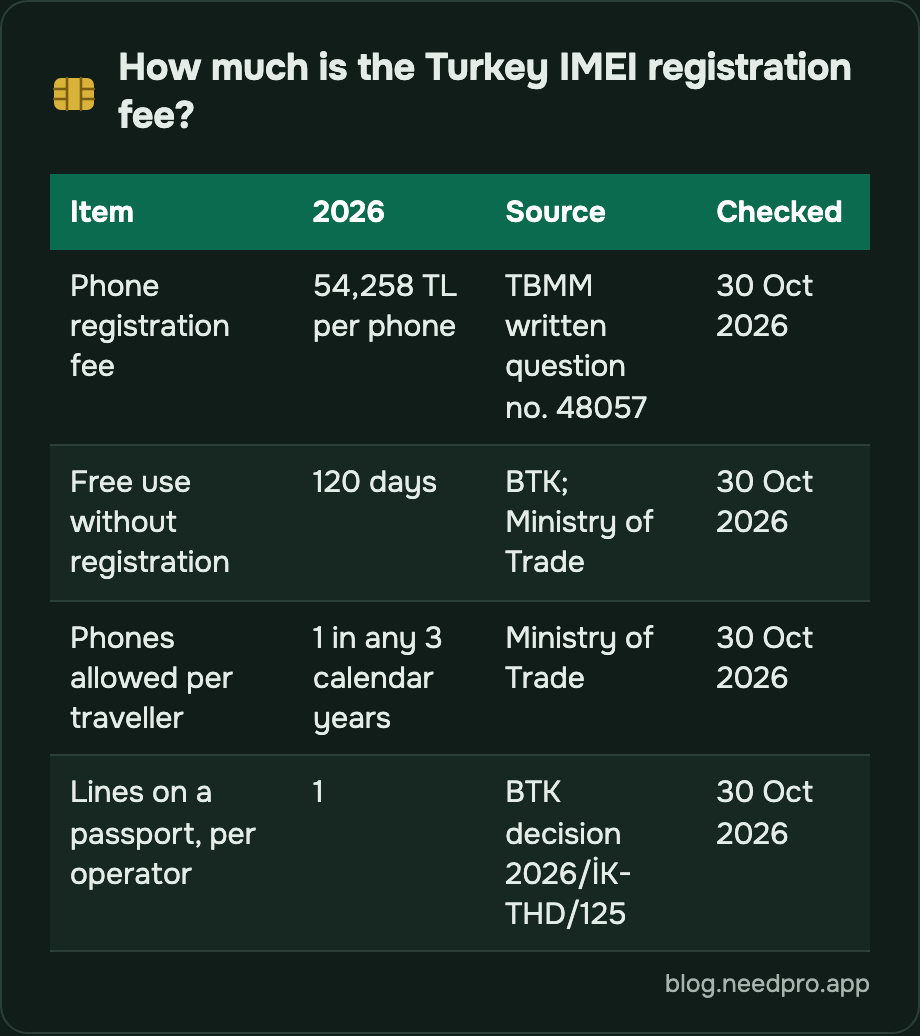 How much is the Turkey IMEI registration
fee?
Item 2026 Source Checked
Phone registration fee 54,258 TL per phone TBMM written question no. 48057 30 Oct 2026
Free use without registration 120 days BTK; Ministry of Trade 30 Oct 2026
Phones allowed per traveller 1 in any 3 calendar years Ministry of Trade 30 Oct 2026
Lines on a passport, per operator 1 BTK decision 2026/İK-THD/125 30 Oct 2026
blog.needpro.app